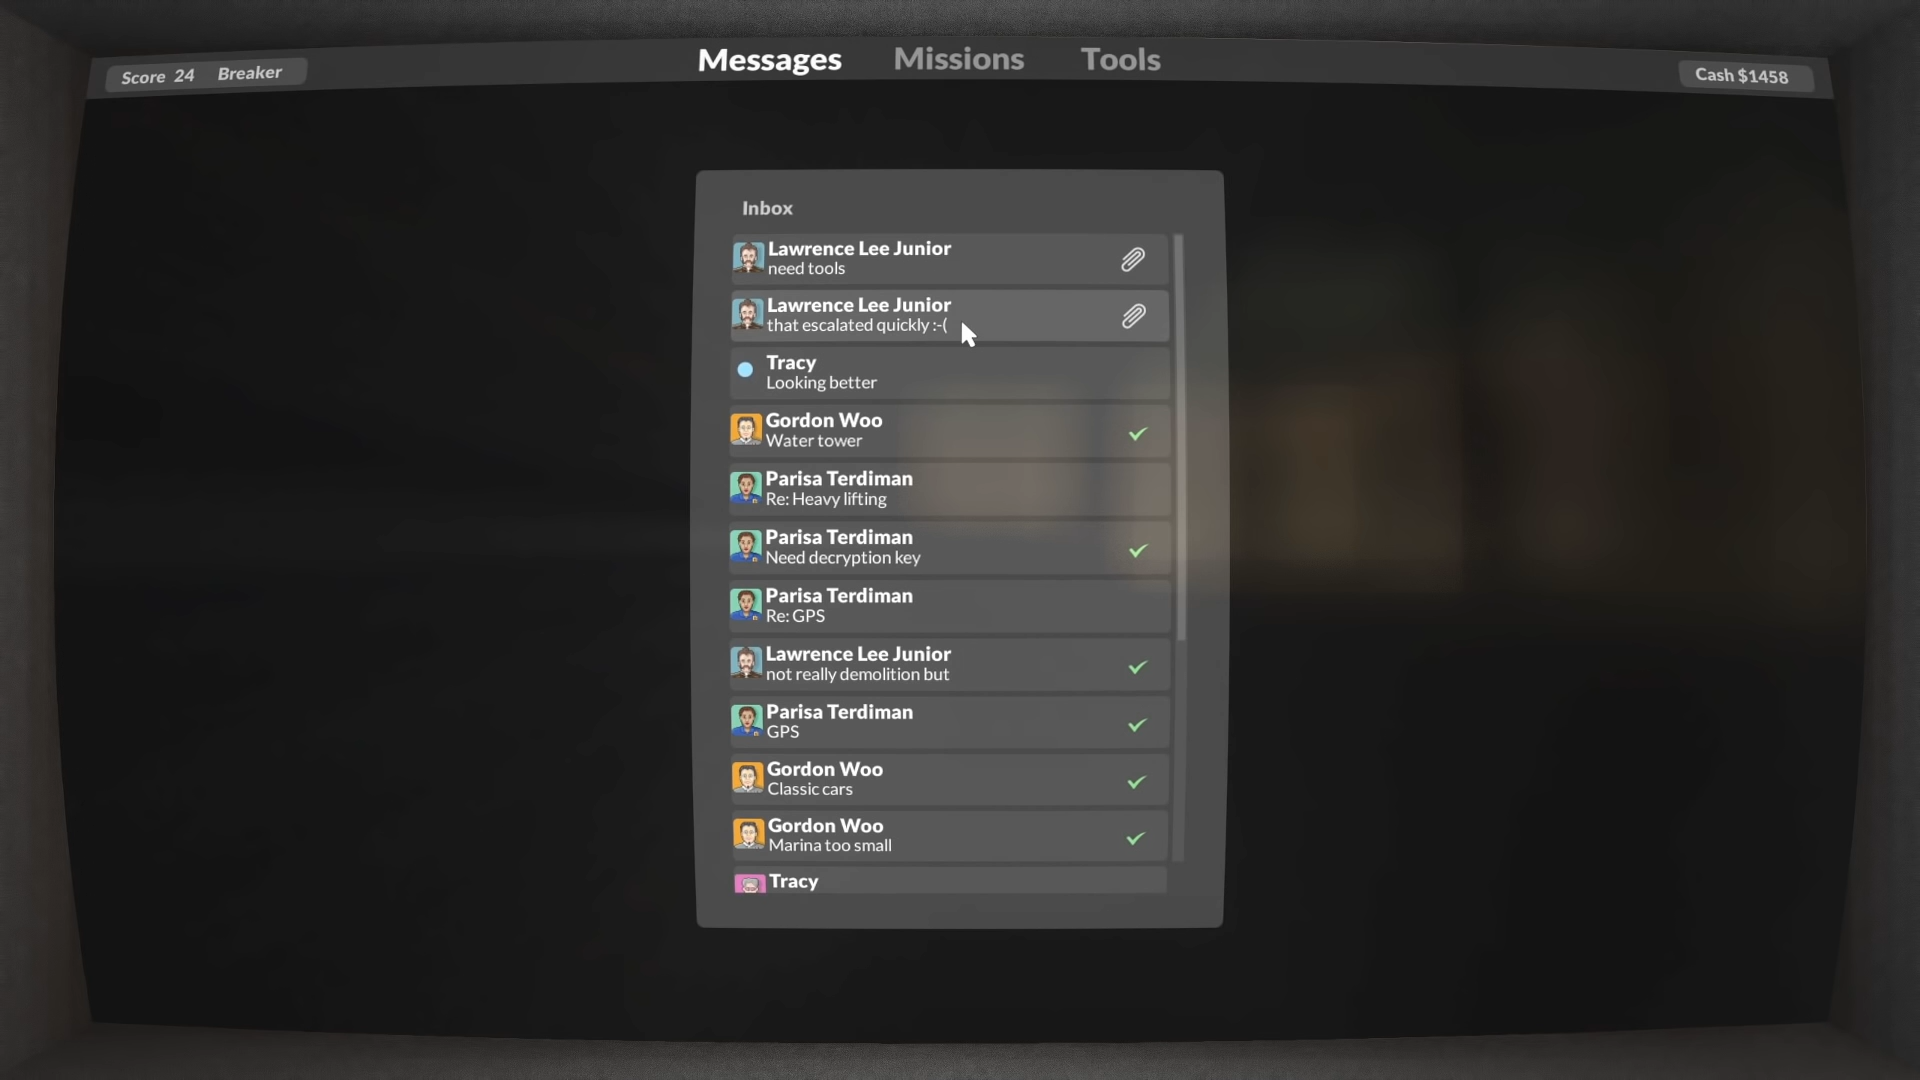 Score 24 Breaker
Messages Missions Tools
Cash $1458
Inbox
Lawrence Lee Junior
need tools
Lawrence Lee Junior
that escalated quickly :-(
Tracy
Looking better
Gordon Woo
Water tower
Parisa Terdiman
Re: Heavy lifting
Parisa Terdiman
Need decryption key
Parisa Terdiman
Re: GPS
Lawrence Lee Junior
not really demolition but
Parisa Terdiman
GPS
Gordon Woo
Classic cars
Gordon Woo
Marina too small
Tracy